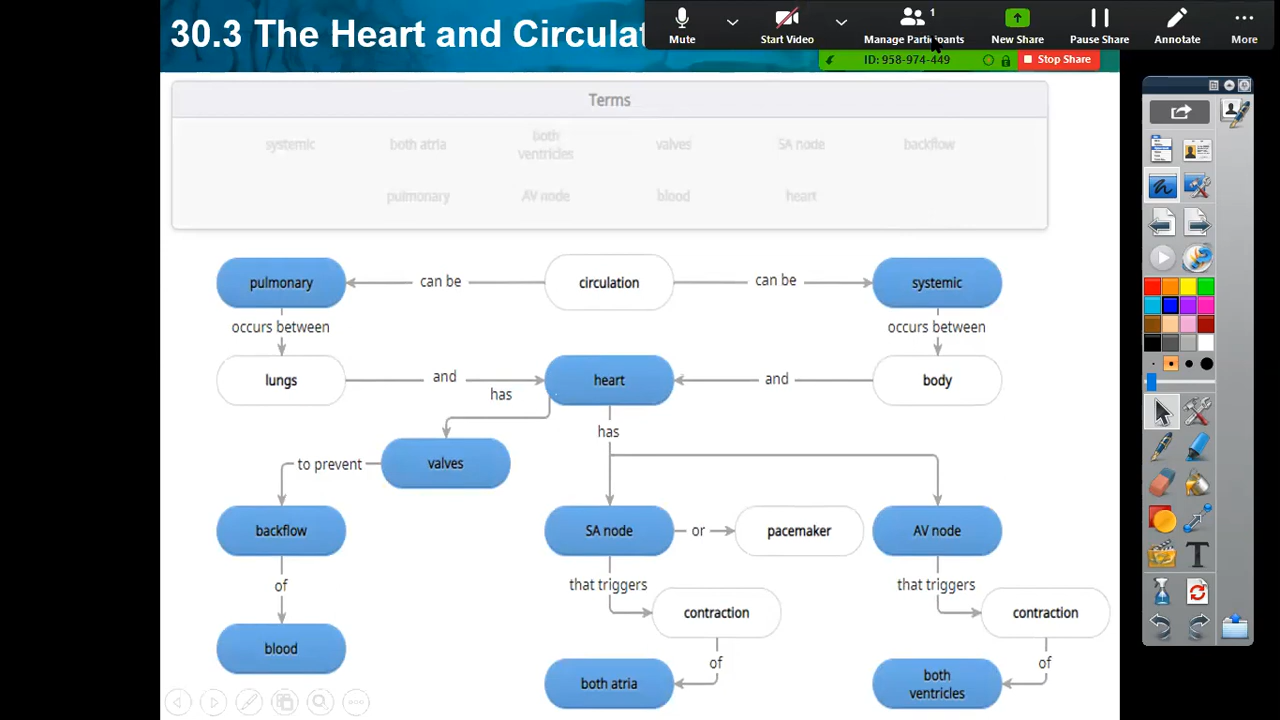 30.3 The Heart and Circulat
Mute
Start Video
Manage Participants
1
New Share
Pause Share
Annotate
More
ID: 958-974-449
Stop Share
Terms
systemic
both atria
both
ventricles
valves
SA node
backflow
pulmonary
AV node
blood
heart
pulmonary
can be
circulation
can be
systemic
occurs between
occurs between
lungs
and
heart
and
body
has
has
to prevent
valves
backflow
SA node
or
pacemaker
AV node
of
that triggers
that triggers
contraction
contraction
blood
of
of
both atria
both
ventricles
T